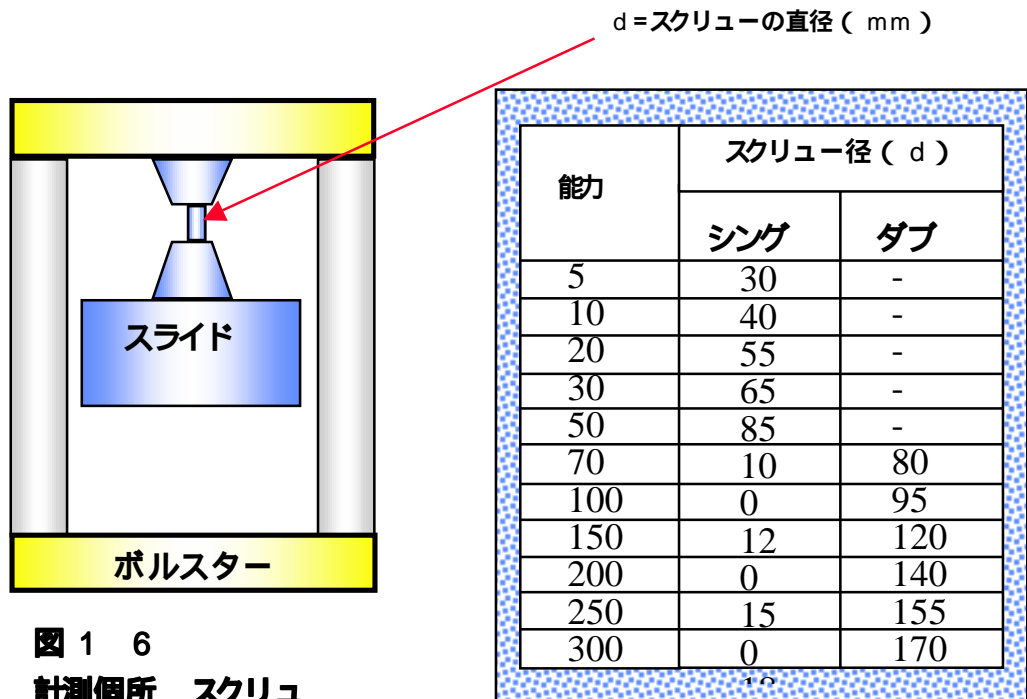 d=スクリューの直径( mm )
スクリュー径( d )
能力
シング ダブ
5 30 -
10 40 -
20 55 -
30 65 -
50 85 -
70 10 80
100 0 95
150 12 120
200 0 140
250 15 155
300 0 170
スライド
ボルスター
図 1 6
計測個所 スクリュ